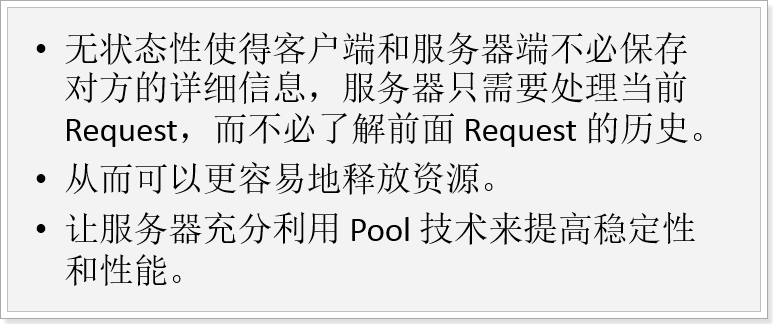 • 无状态性使得客户端和服务器端不必保存
对方的详细信息，服务器只需要处理当前
Request，而不必了解前面 Request 的历史。
• 从而可以更容易地释放资源。
• 让服务器充分利用 Pool 技术来提高稳定性
和性能。